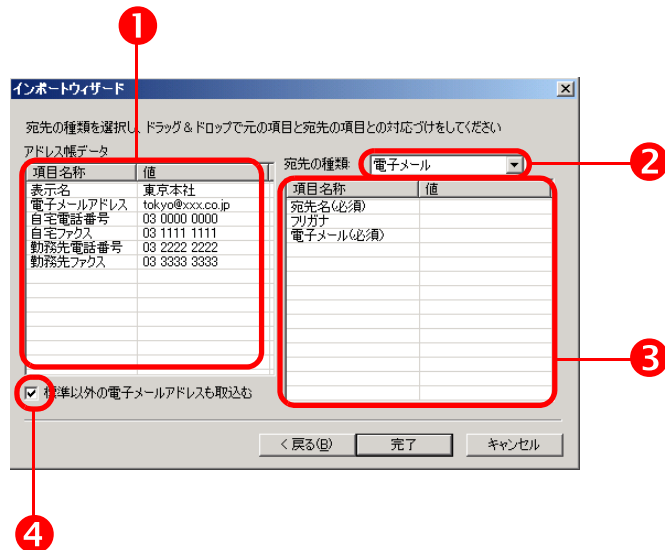 1
インポートウィザード
宛先の種類を選択し、ドラッグ＆ドロップで元の項目と宛先の項目との対応づけをしてください
アドレス帳データ
項目名称 値
表示名 東京本社
電子メールアドレス tokyo@xxx.co.jp
自宅電話番号 03 0000 0000
自宅ファクス 03 1111 1111
勤務先電話番号 03 2222 2222
勤務先ファクス 03 3333 3333
宛先の種類 電子メール
2
項目名称 値
宛先名(必須)
フリガナ
電子メール(必須)
3
標準以外の電子メールアドレスも取込む
< 戻る(B) 完了 キャンセル
4